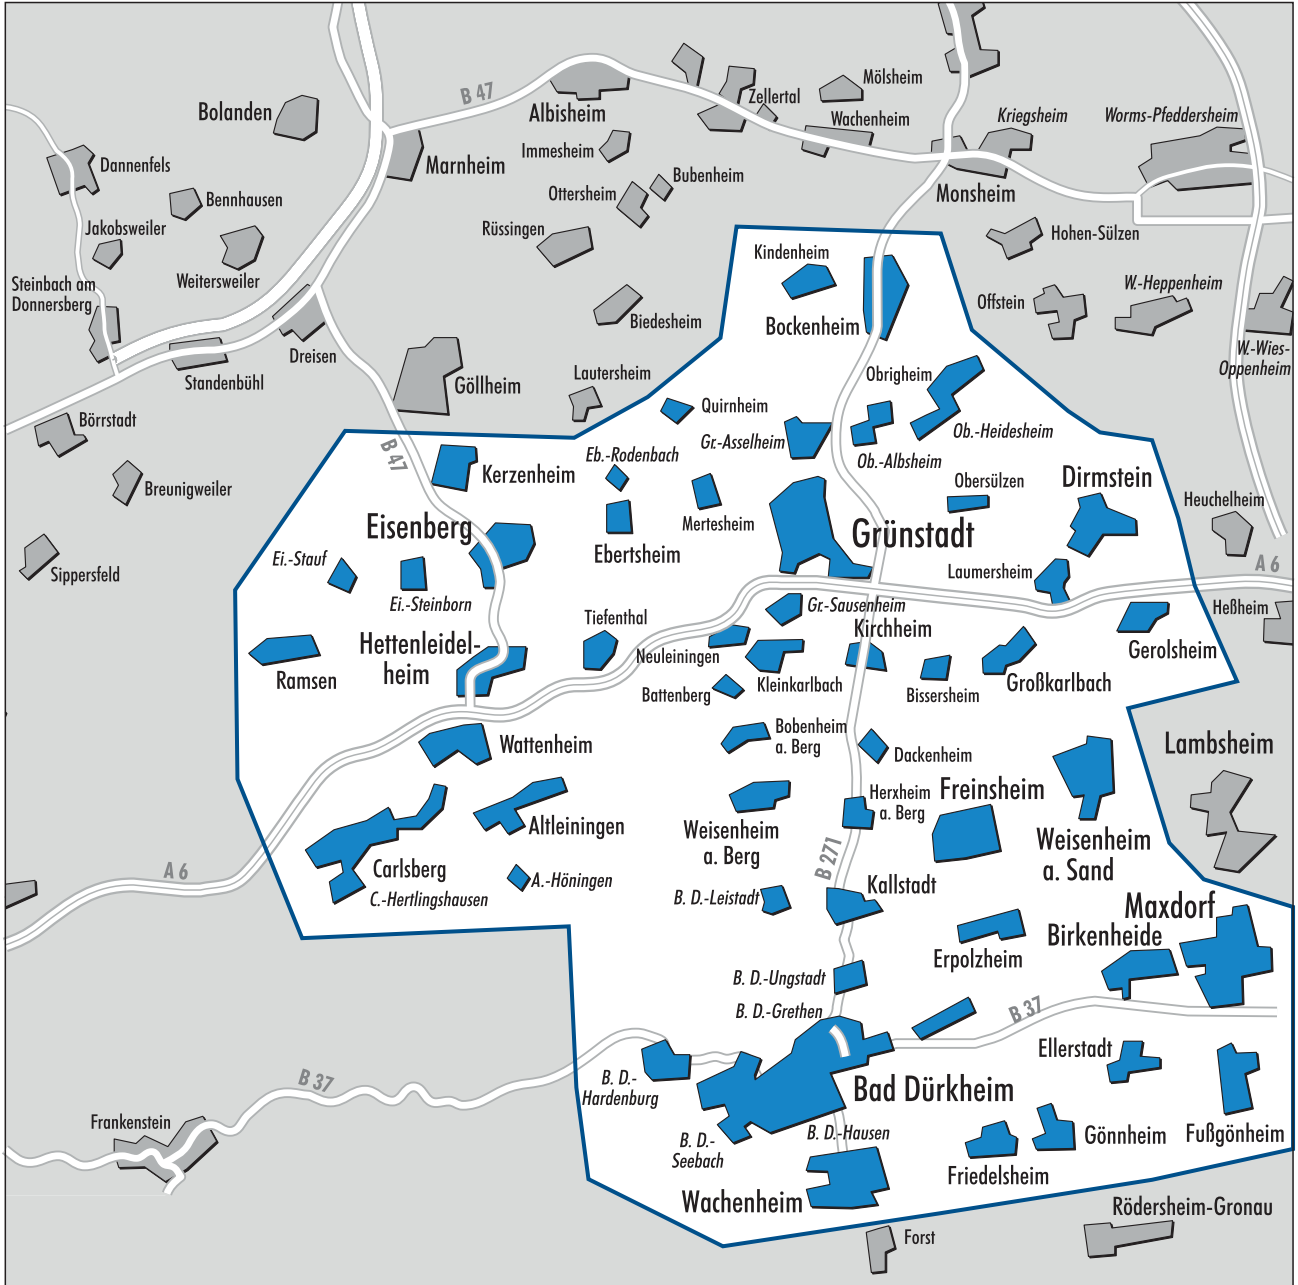 Mölsheim
B 47
Zellertal
Bolanden
Albisheim
Wachenheim
Kriegsheim
Worms-Pfeddersheim
Immesheim
Dannenfels
Marnheim
Bubenheim
Monsheim
Bennhausen
Ottersheim
Jakobsweiler
Rüssingen
Hohen-Sülzen
Kindenheim
Weitersweiler
Steinbach am
Donnersberg
W.-Heppenheim
Offstein
Biedesheim
Bockenheim
Dreisen
W.-Wies-
Oppenheim
Standenbühl
Göllheim
Lautersheim
Obrigheim
Quirnheim
Börrstadt
Gr.-Asselheim
Ob.-Heidesheim
B 47
Eb.-Rodenbach
Ob.-Albsheim
Kerzenheim
Dirmstein
Obersülzen
Breunigweiler
Heuchelheim
Eisenberg
Mertesheim
Grünstadt
Ebertsheim
Ei.-Stauf
A 6
Sippersfeld
Laumersheim
Ei.-Steinborn
Gr.-Sausenheim
Heßheim
Tiefenthal
Kirchheim
Hettenleidel-
heim
Neuleiningen
Gerolsheim
Ramsen
Kleinkarlbach
Großkarlbach
Battenberg
Bissersheim
Bobenheim
a. Berg
Wattenheim
Lambsheim
Dackenheim
Herxheim
a. Berg
Freinsheim
Altleiningen
Weisenheim
a. Berg
Weisenheim
a. Sand
B 271
Carlsberg
A 6
A.-Höningen
Kallstadt
C.-Hertlingshausen
B. D.-Leistadt
Maxdorf
Birkenheide
Erpolzheim
B. D.-Ungstadt
B. D.-Grethen
B 37
Ellerstadt
B 37
B. D.-
Hardenburg
Bad Dürkheim
Frankenstein
B. D.-Hausen
Gönnheim
Fußgönheim
B. D.-
Seebach
Friedelsheim
Wachenheim
Rödersheim-Gronau
Forst